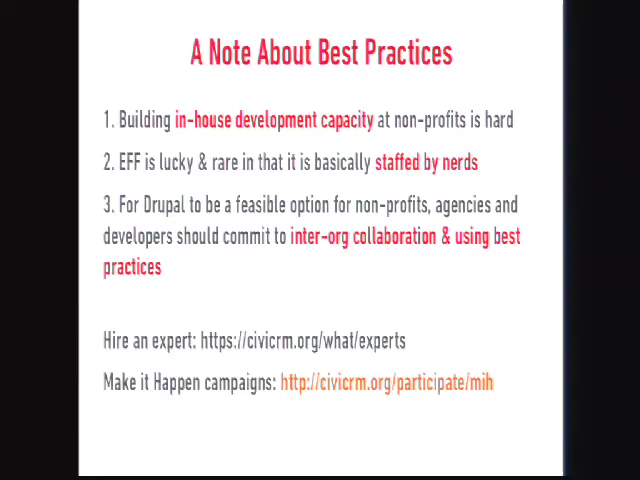 A Note About Best Practices
1. Building in-house development capacity at non-profits is hard
2. EFF is lucky & rare in that it is basically staffed by nerds
3. For Drupal to be a feasible option for non-profits, agencies and
developers should commit to inter-org collaboration & using best
practices
Hire an expert: https://civicrm.org/what/experts
Make it Happen campaigns: http://civicrm.org/participate/mih